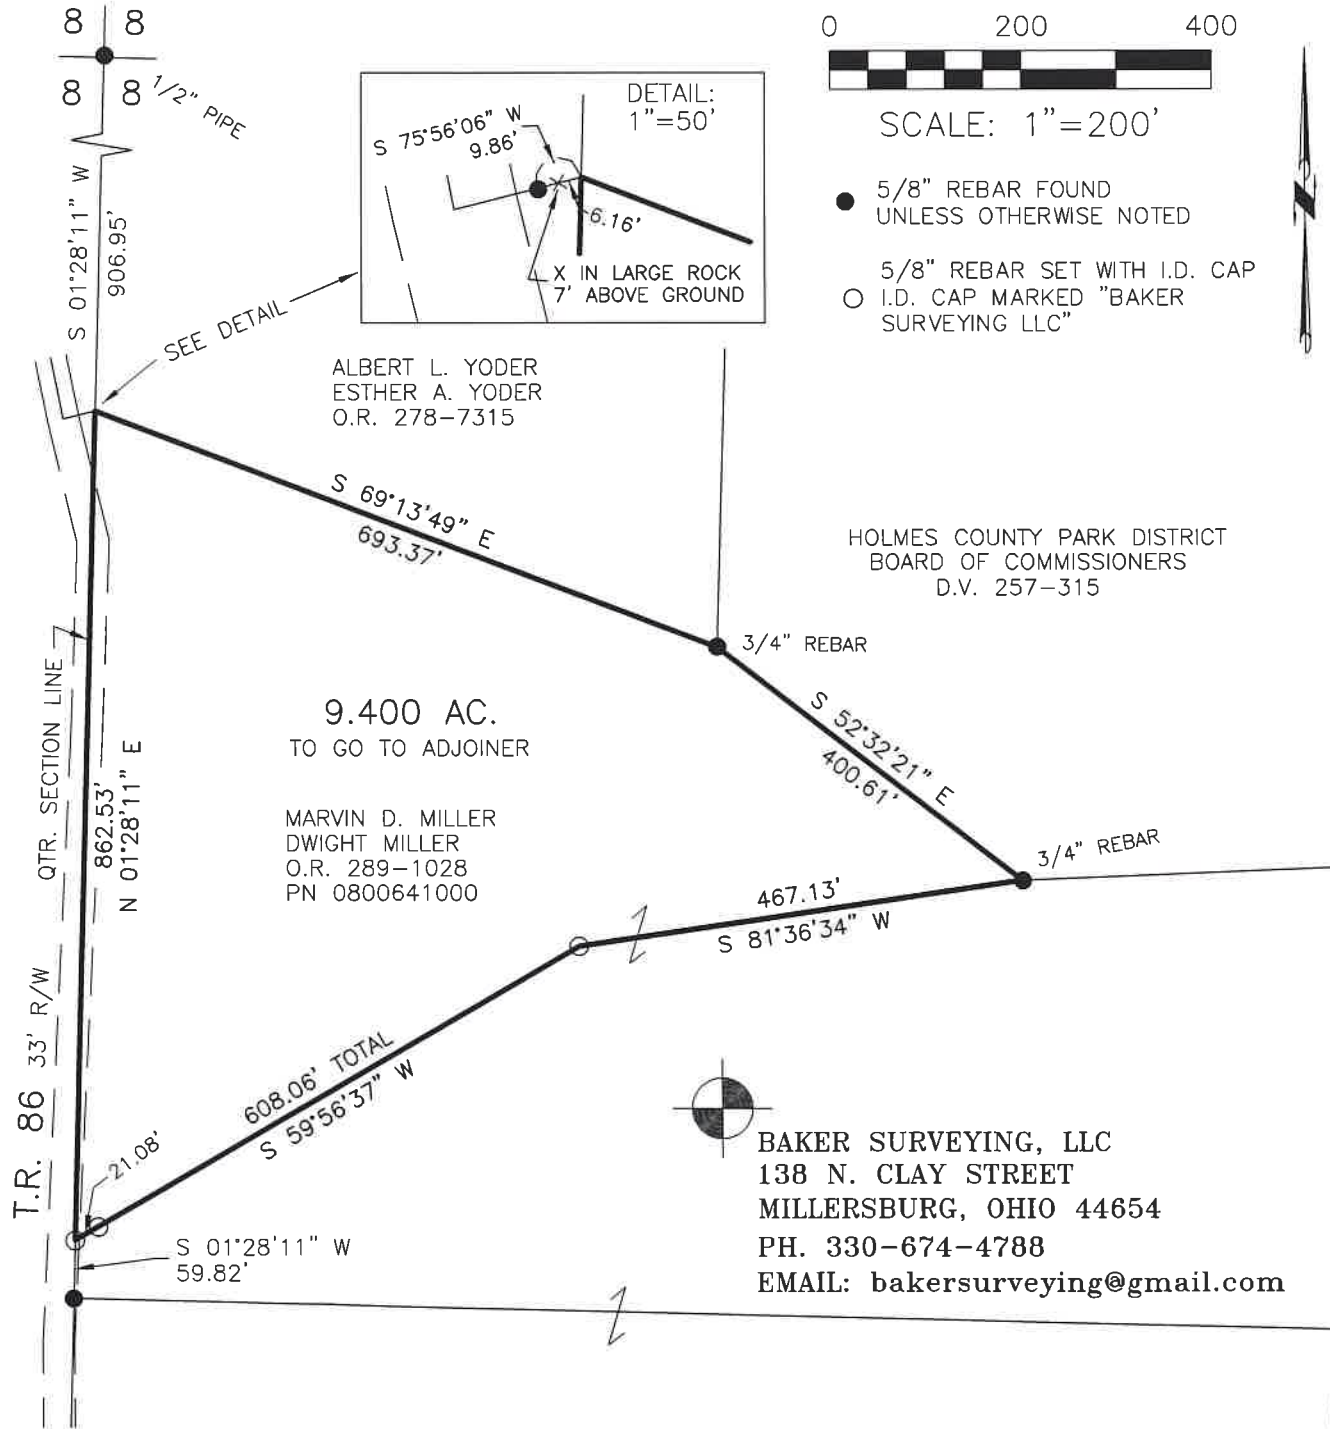 8 8
8 8
1/2" PIPE
S 01°28'11" W
906.95'
SEE DETAIL
DETAIL:
1"=50'
S 75°56'06" W
9.86'
6.16'
X IN LARGE ROCK
7' ABOVE GROUND
0 200 400
SCALE: 1"=200'
5/8" REBAR FOUND
UNLESS OTHERWISE NOTED
5/8" REBAR SET WITH I.D. CAP
I.D. CAP MARKED "BAKER
SURVEYING LLC"
ALBERT L. YODER
ESTHER A. YODER
O.R. 278-7315
S 69°13'49" E
693.37'
HOLMES COUNTY PARK DISTRICT
BOARD OF COMMISSIONERS
D.V. 257-315
3/4" REBAR
S 52°32'21" E
400.61'
3/4" REBAR
9.400 AC.
TO GO TO ADJOINER
MARVIN D. MILLER
DWIGHT MILLER
O.R. 289-1028
PN 0800641000
QTR. SECTION LINE
862.53'
N 01°28'11" E
467.13'
S 81°36'34" W
608.06' TOTAL
S 59°56'37" W
T.R. 86 33' R/W
21.08'
S 01°28'11" W
59.82'
BAKER SURVEYING, LLC
138 N. CLAY STREET
MILLERSBURG, OHIO 44654
PH. 330-674-4788
EMAIL: bakersurveying@gmail.com